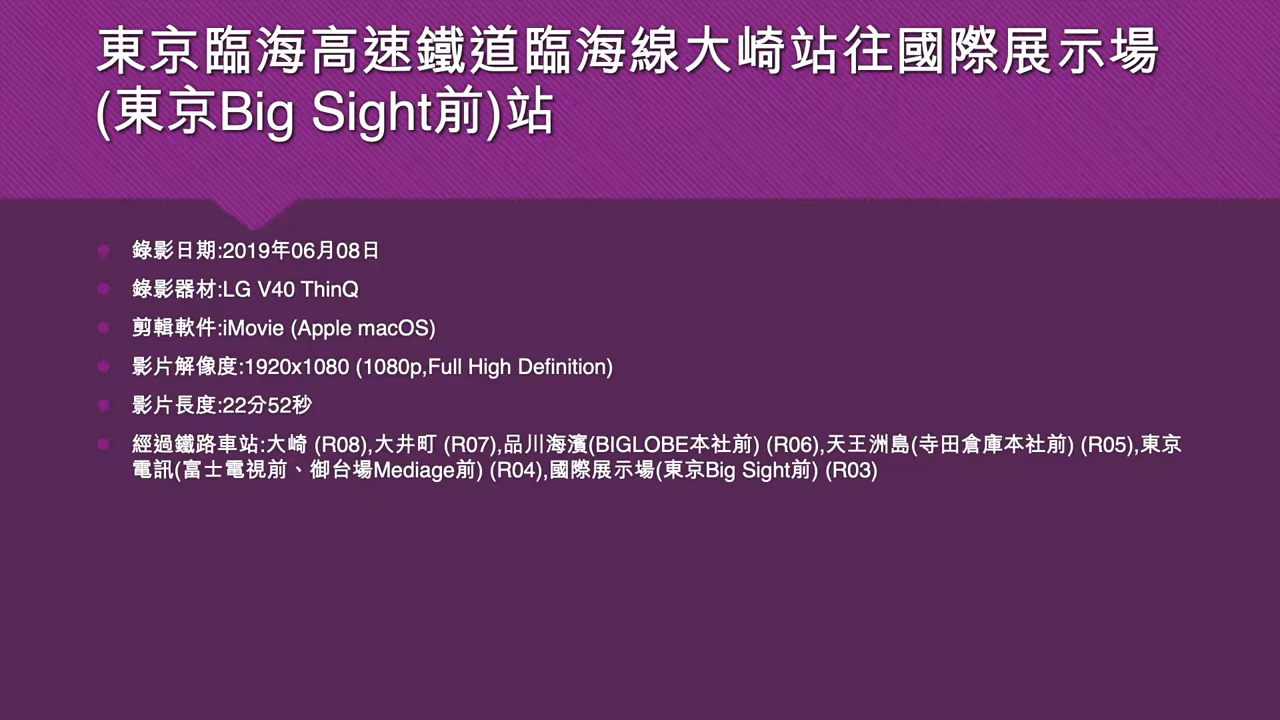 東京臨海高速鐵道臨海線大崎站往國際展示場
(東京Big Sight前)站
錄影日期:2019年06月08日
錄影器材:LG V40 ThinQ
剪輯軟件:iMovie (Apple macOS)
影片解像度:1920x1080 (1080p,Full High Definition)
影片長度:22分52秒
經過鐵路車站:大崎 (R08),大井町 (R07),品川海濱(BIGLOBE本社前) (R06),天王洲島(寺田倉庫本社前) (R05),東京
電訊(富士電視前、御台場Mediage前) (R04),國際展示場(東京Big Sight前) (R03)